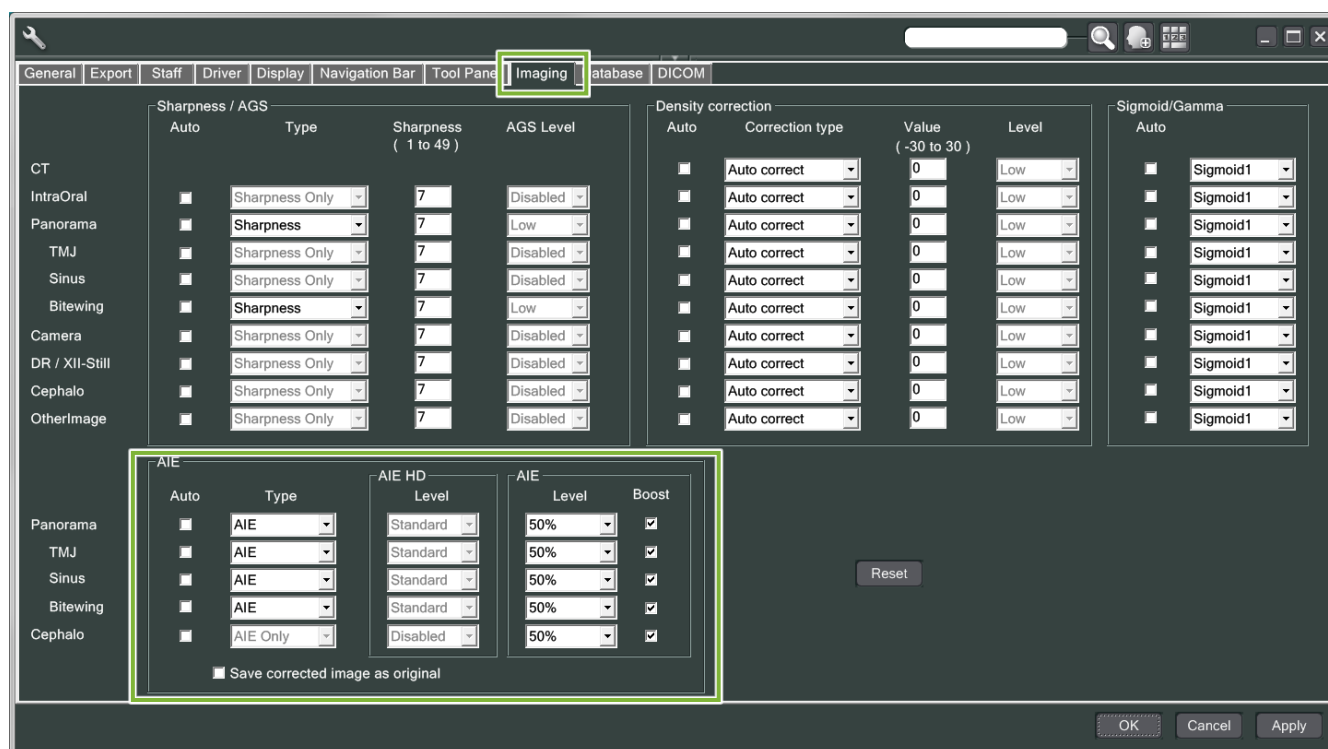 General Export Staff Driver Display Navigation Bar Tool Pane Imaging atabase DICOM
Sharpness / AGS Density correction Sigmoid/Gamma
Auto Type Sharpness AGS Level Auto Correction type Value Level Auto
( 1 to 49 ) ( -30 to 30 )
CT Auto correct 0 Low Sigmoid1
IntraOral Sharpness Only 7 Disabled Auto correct 0 Low Sigmoid1
Panorama Sharpness 7 Low Auto correct 0 Low Sigmoid1
TMJ Sharpness Only 7 Disabled Auto correct 0 Low Sigmoid1
Sinus Sharpness Only 7 Disabled Auto correct 0 Low Sigmoid1
Bitewing Sharpness 7 Low Auto correct 0 Low Sigmoid1
Camera Sharpness Only 7 Disabled Auto correct 0 Low Sigmoid1
DR / XII-Still Sharpness Only 7 Disabled Auto correct 0 Low Sigmoid1
Cephalo Sharpness Only 7 Disabled Auto correct 0 Low Sigmoid1
OtherImage Sharpness Only 7 Disabled Auto correct 0 Low Sigmoid1
AIE
AIE HD AIE
Auto Type Level Level Boost
Panorama AIE Standard 50%
TMJ AIE Standard 50%
Sinus AIE Standard 50%
Reset
Bitewing AIE Standard 50%
Cephalo AIE Only Disabled 50%
Save corrected image as original
OK Cancel Apply